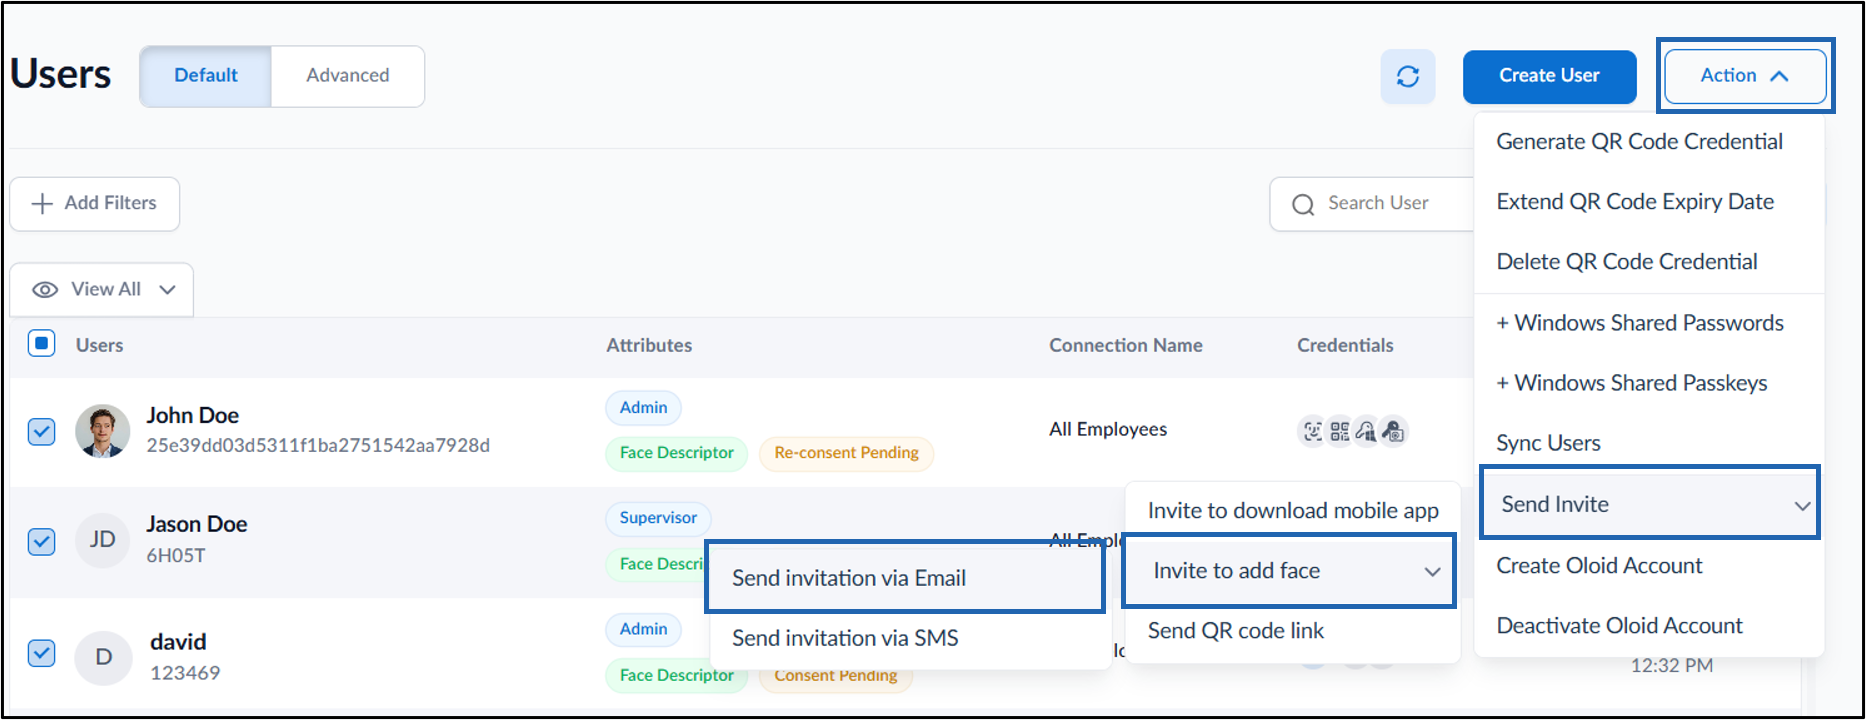 Users
Default
Advanced
Create User
Action
Generate QR Code Credential
Extend QR Code Expiry Date
Delete QR Code Credential
+ Windows Shared Passwords
+ Windows Shared Passkeys
Sync Users
Send Invite
Create Oloid Account
Deactivate Oloid Account
Add Filters
Search User
View All
Users Attributes Connection Name Credentials
John Doe
25e39dd03d5311f1ba2751542aa7928d
Admin
Face Descriptor Re-consent Pending
All Employees
Jason Doe
6H05T
JD
Supervisor
Face Descri
All Emplo
Invite to download mobile app
Invite to add face
Send QR code link
Send invitation via Email
Send invitation via SMS
david
123469
D
Admin
Face Descriptor Consent Pending
12:32 PM